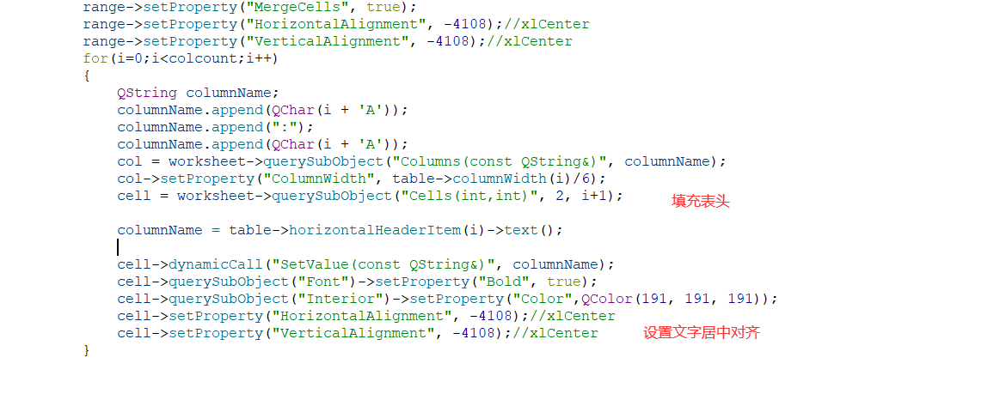 range->setProperty("MergeCells", true);
range->setProperty("HorizontalAlignment", -4108);//xlCenter
range->setProperty("VerticalAlignment", -4108);//xlCenter
for(i=0;i<colcount;i++)
{
QString columnName;
columnName.append(QChar(i + 'A'));
columnName.append(":");
columnName.append(QChar(i + 'A'));
col = worksheet->querySubObject("Columns(const QString&)", columnName);
col->setProperty("ColumnWidth", table->columnWidth(i)/6);
cell = worksheet->querySubObject("Cells(int,int)", 2, i+1);
填充表头
columnName = table->horizontalHeaderItem(i)->text();
cell->dynamicCall("SetValue(const QString&)", columnName);
cell->querySubObject("Font")->setProperty("Bold", true);
cell->querySubObject("Interior")->setProperty("Color",QColor(191, 191, 191));
cell->setProperty("HorizontalAlignment", -4108);//xlCenter
cell->setProperty("VerticalAlignment", -4108);//xlCenter
设置文字居中对齐
}